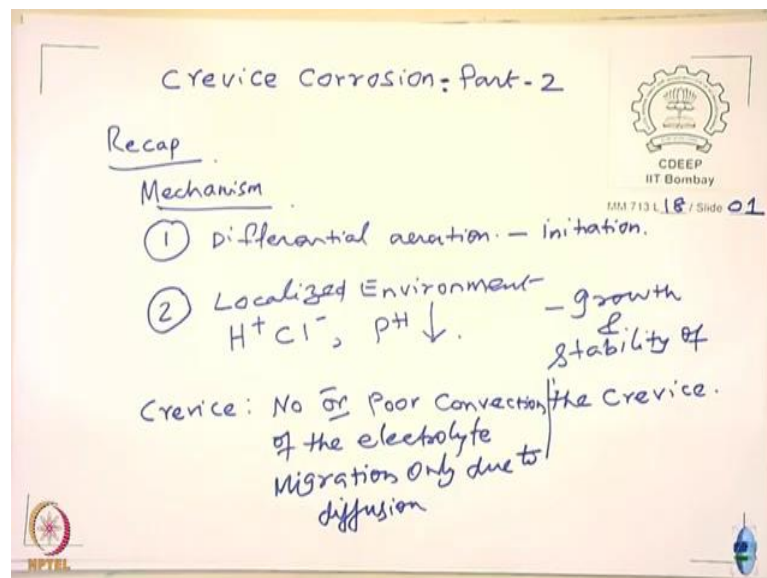 Crevice Corrosion: Part-2
CDEEP
IIT Bombay
MM 713 L 18 / Slide 01
Recap
Mechanism
① Differential aeration. — initiation.
② Localized Environment — growth
H⁺ Cl⁻, pH ↓. &
stability of
the Crevice.
Crevice: No or Poor Convection
of the electrolyte
Migration Only due to
diffusion
NPTEL